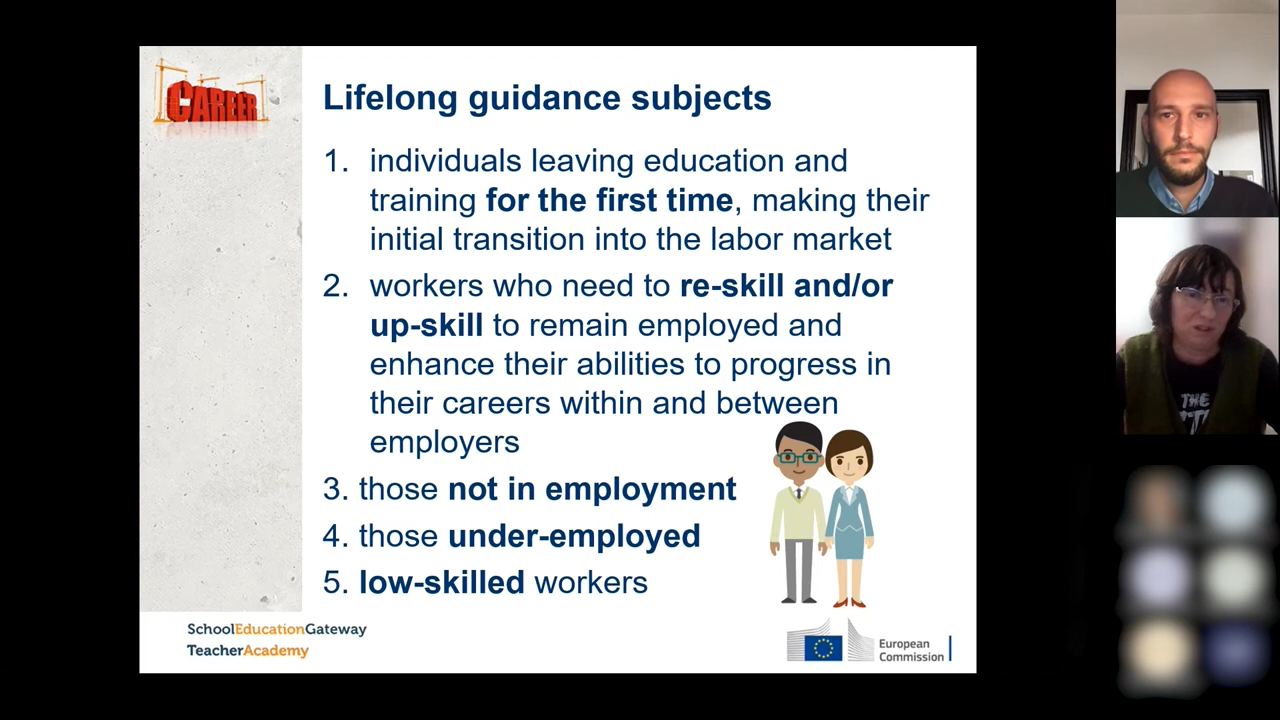 CAREER
Lifelong guidance subjects
1. individuals leaving education and
training for the first time, making their
initial transition into the labor market
2. workers who need to re-skill and/or
up-skill to remain employed and
enhance their abilities to progress in
their careers within and between
employers
3. those not in employment
4. those under-employed
5. low-skilled workers
SchoolEducationGateway
TeacherAcademy
European
Commission
THE